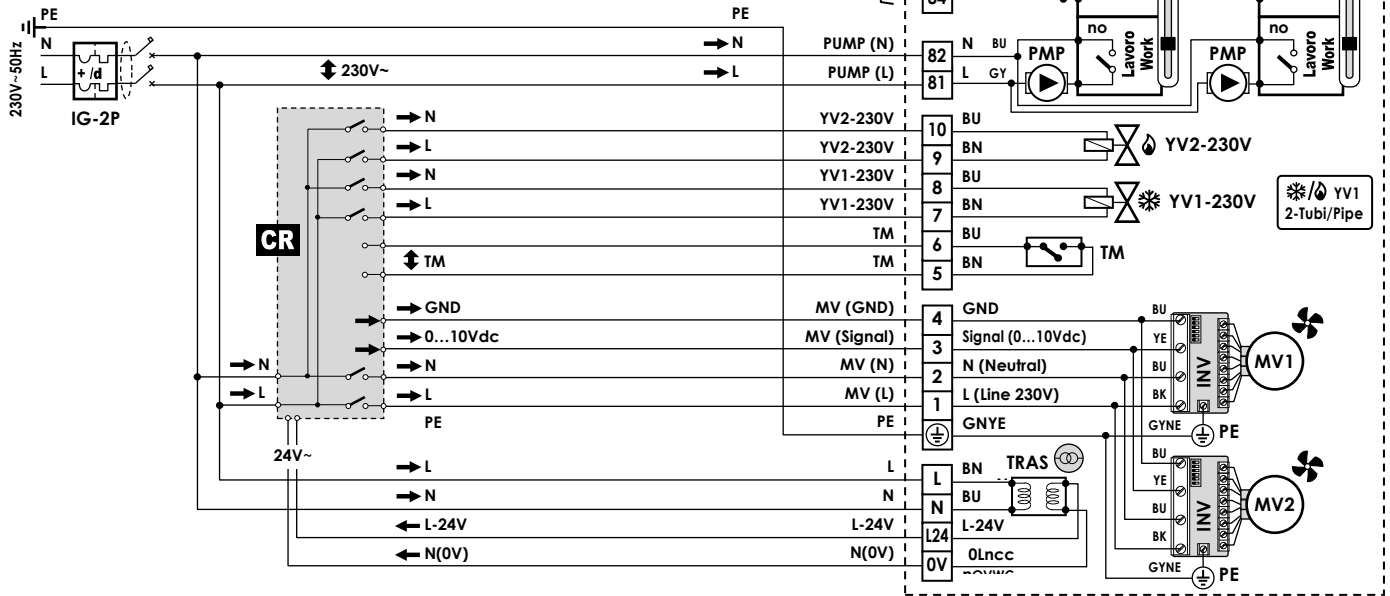 PE PE
N N PUMP (N) 82 N BU
L 230V~ L PUMP (L) 81 L GY
230V~50Hz
+ /d
IG-2P
PMP no Lavoro Work
PMP no Lavoro Work
N YV2-230V 10 BU
L YV2-230V 9 BN YV2-230V
N YV1-230V 8 BU
L YV1-230V 7 BN YV1-230V
YV1
2-Tubi/Pipe
CR
TM 6 BU
TM TM 5 BN TM
GND MV (GND) 4 GND BU
0...10Vdc MV (Signal) 3 Signal (0...10Vdc) YE
N N MV (N) 2 N (Neutral) BU
L L MV (L) 1 L (Line 230V) BK
INV MV1
PE PE GNYE GYNE PE
24V~
TRAS
L L L BN BU
N N N BU YE
L-24V L-24V L24 L-24V BU
N(0V) N(0V) 0V 0Lncc BK
INV MV2
GYNE PE